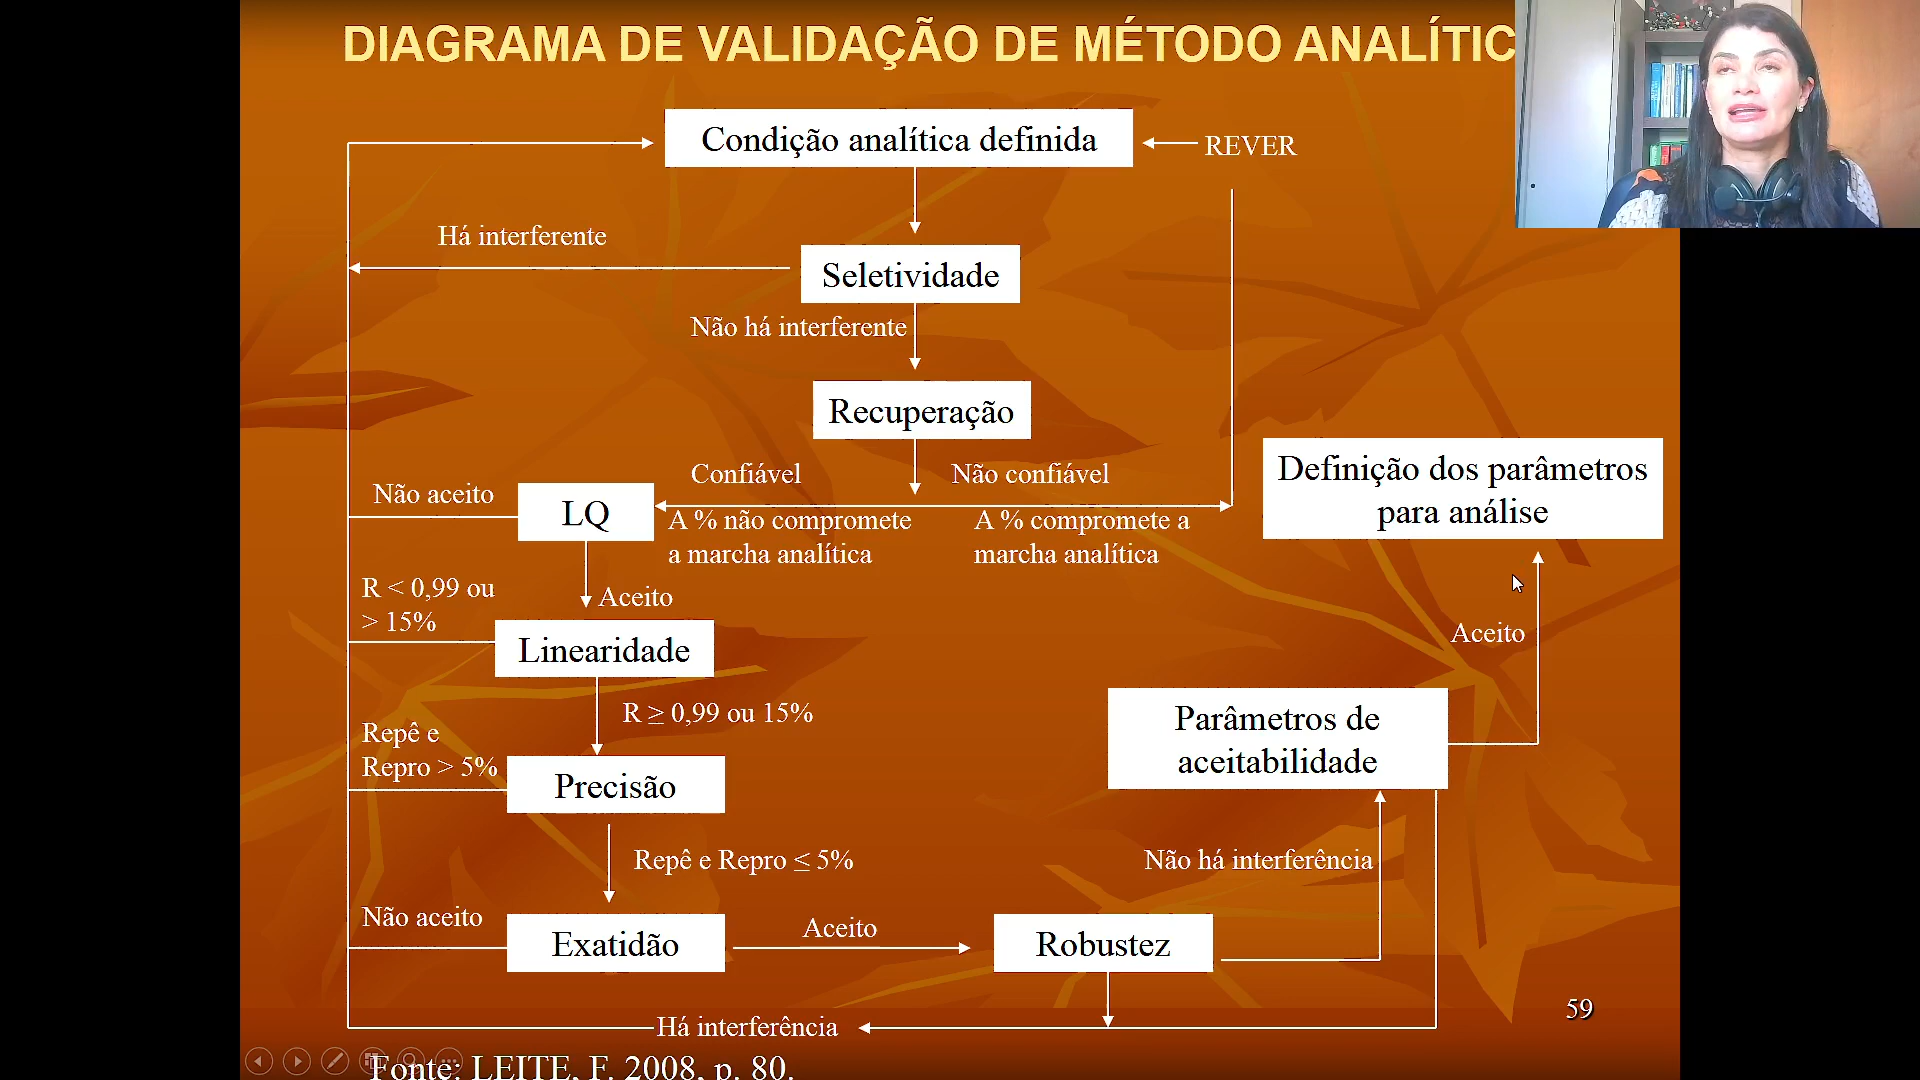 DIAGRAMA DE VALIDAÇÃO DE MÉTODO ANALÍTIC
Condição analítica definida
REVER
Há interferente
Seletividade
Não há interferente
Recuperação
Confiável
Não confiável
Definição dos parâmetros
para análise
Não aceito
LQ
A % não compromete
a marcha analítica
A % compromete a
marcha analítica
R < 0,99 ou
> 15%
Aceito
Linearidade
Aceito
R ≥ 0,99 ou 15%
Parâmetros de
aceitabilidade
Repê e
Repro > 5%
Precisão
Repê e Repro ≤ 5%
Não há interferência
Não aceito
Exatidão
Aceito
Robustez
Há interferência
59
Fonte: LEITE, F. 2008, p. 80.